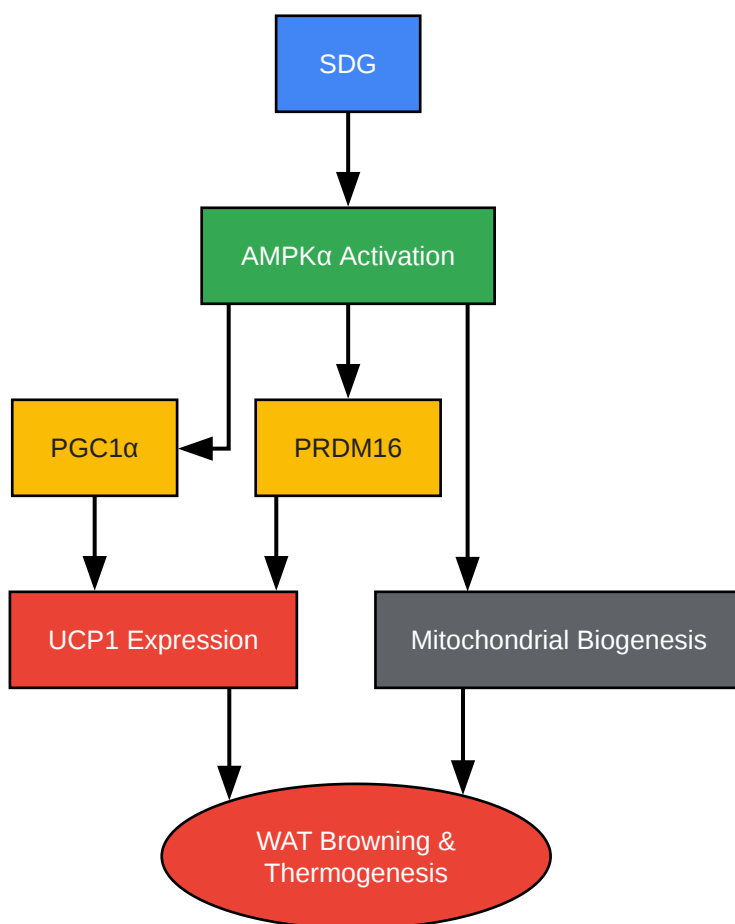 SDG
AMPKα Activation
PGC1α
PRDM16
UCP1 Expression
Mitochondrial Biogenesis
WAT Browning &
Thermogenesis